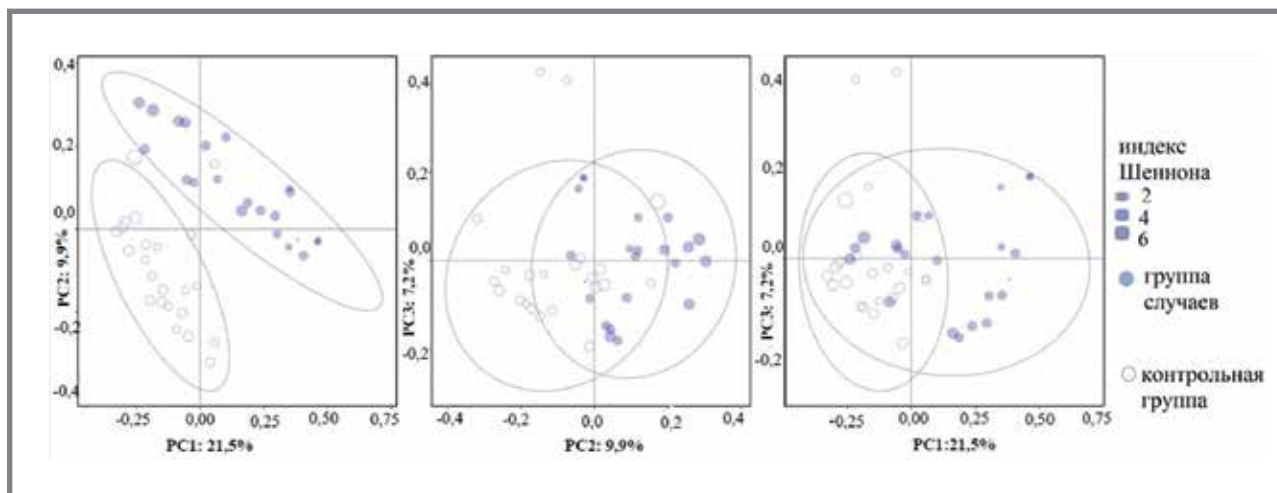 0,4
0,2
0,0
-0,2
-0,4
PC2: 9,9%
-0,25
0,00
0,25
0,50
0,75
PC1: 21,5%
0,4
0,2
0,0
-0,2
PC3: 7,2%
-0,4
-0,2
0,0
0,2
0,4
PC2: 9,9%
0,4
0,2
0,0
-0,2
PC3: 7,2%
-0,25
0,00
0,25
0,50
0,75
PC1:21,5%
индекс
Шеннона
2
4
6
группа
случаев
контрольная
группа